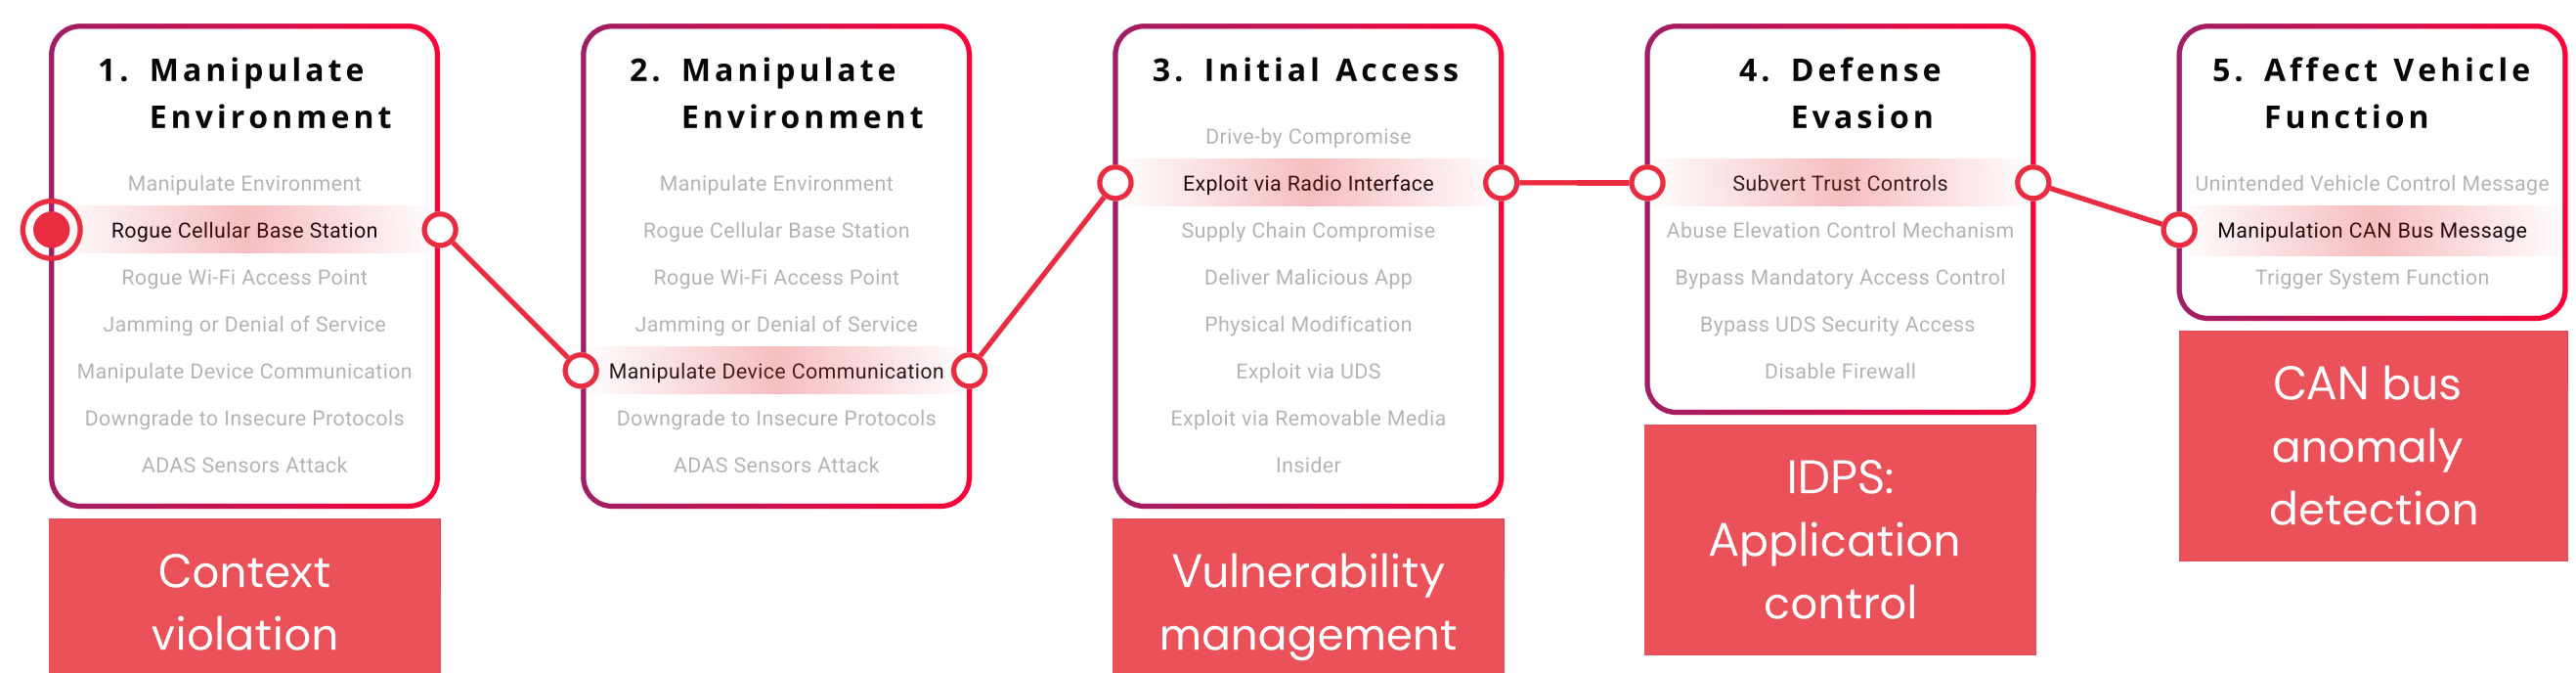 1. Manipulate
Environment
Manipulate Environment
Rogue Cellular Base Station
Rogue Wi-Fi Access Point
Jamming or Denial of Service
Manipulate Device Communication
Downgrade to Insecure Protocols
ADAS Sensors Attack
Context
violation
2. Manipulate
Environment
Manipulate Environment
Rogue Cellular Base Station
Rogue Wi-Fi Access Point
Jamming or Denial of Service
Manipulate Device Communication
Downgrade to Insecure Protocols
ADAS Sensors Attack
3. Initial Access
Drive-by Compromise
Exploit via Radio Interface
Supply Chain Compromise
Deliver Malicious App
Physical Modification
Exploit via UDS
Exploit via Removable Media
Insider
Vulnerability
management
4. Defense
Evasion
Subvert Trust Controls
Abuse Elevation Control Mechanism
Bypass Mandatory Access Control
Bypass UDS Security Access
Disable Firewall
IDPS:
Application
control
5. Affect Vehicle
Function
Unintended Vehicle Control Message
Manipulation CAN Bus Message
Trigger System Function
CAN bus
anomaly
detection